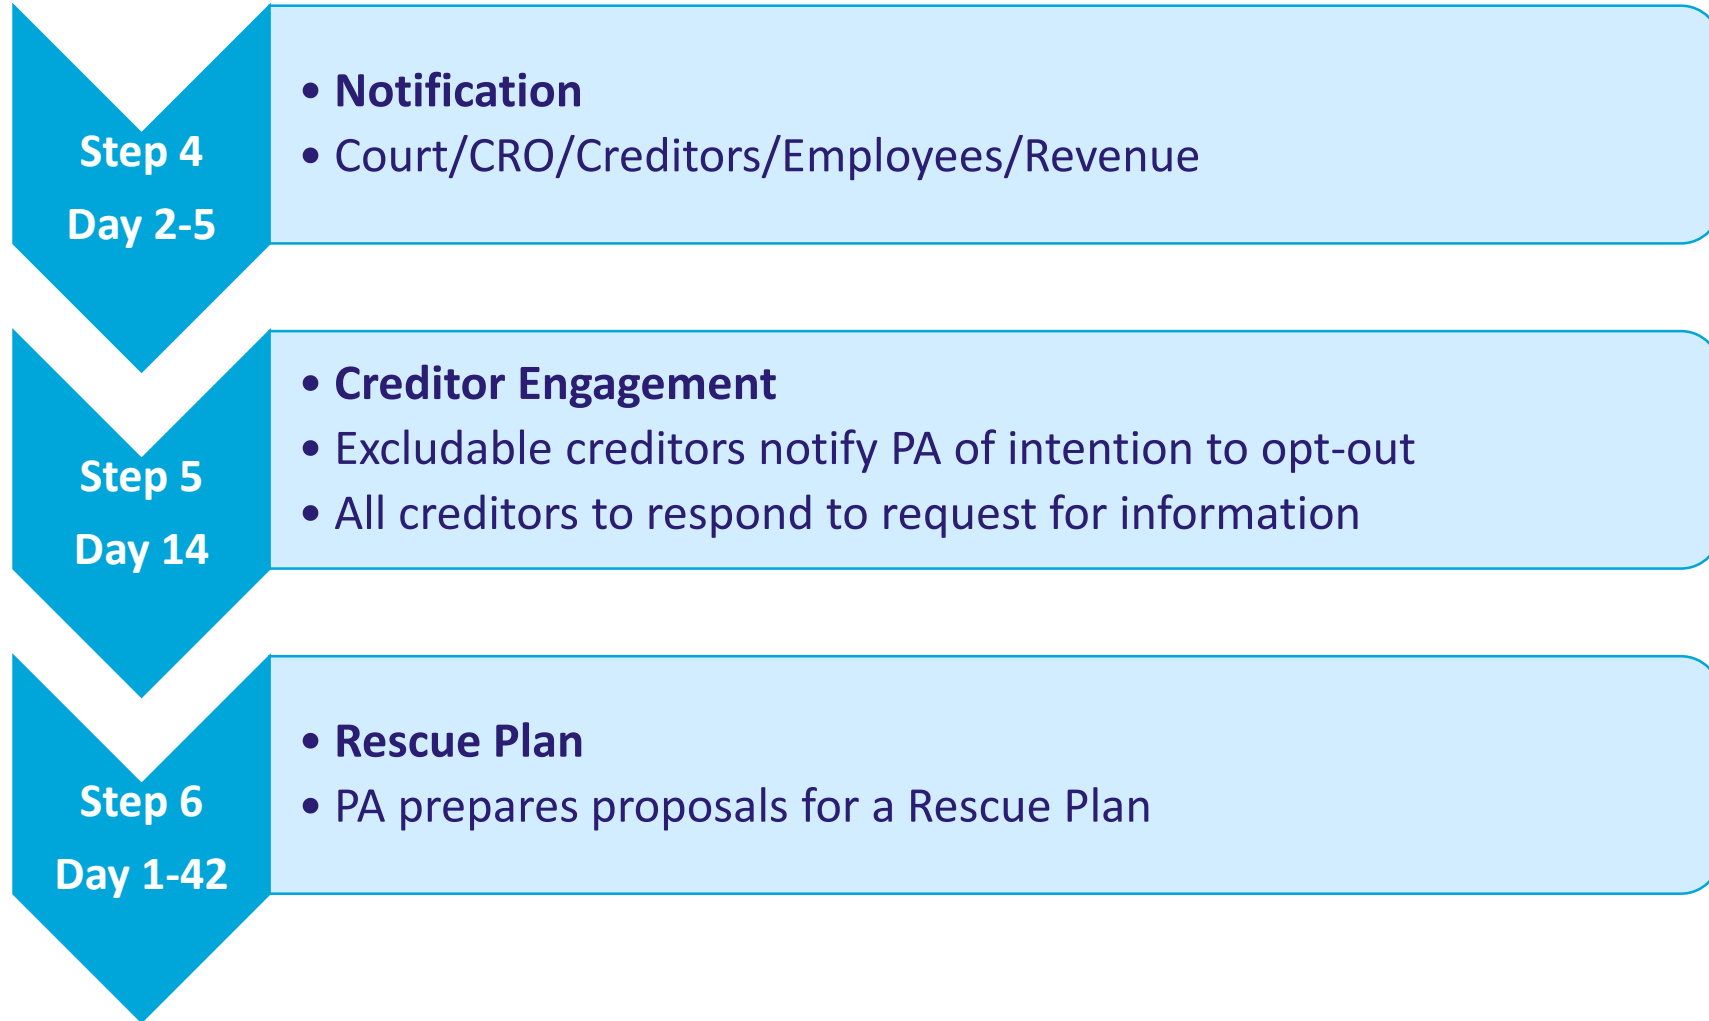 Step 4
Day 2-5
• Notification
• Court/CRO/Creditors/Employees/Revenue
Step 5
Day 14
• Creditor Engagement
• Excludable creditors notify PA of intention to opt-out
• All creditors to respond to request for information
Step 6
Day 1-42
• Rescue Plan
• PA prepares proposals for a Rescue Plan